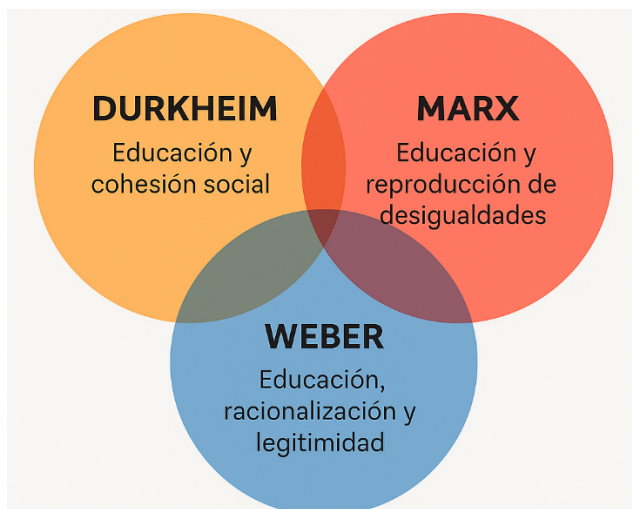 DURKHEIM
Educación y
cohesión social
MARX
Educación y
reproducción de
desigualdades
WEBER
Educación,
racionalización y
legitimidad